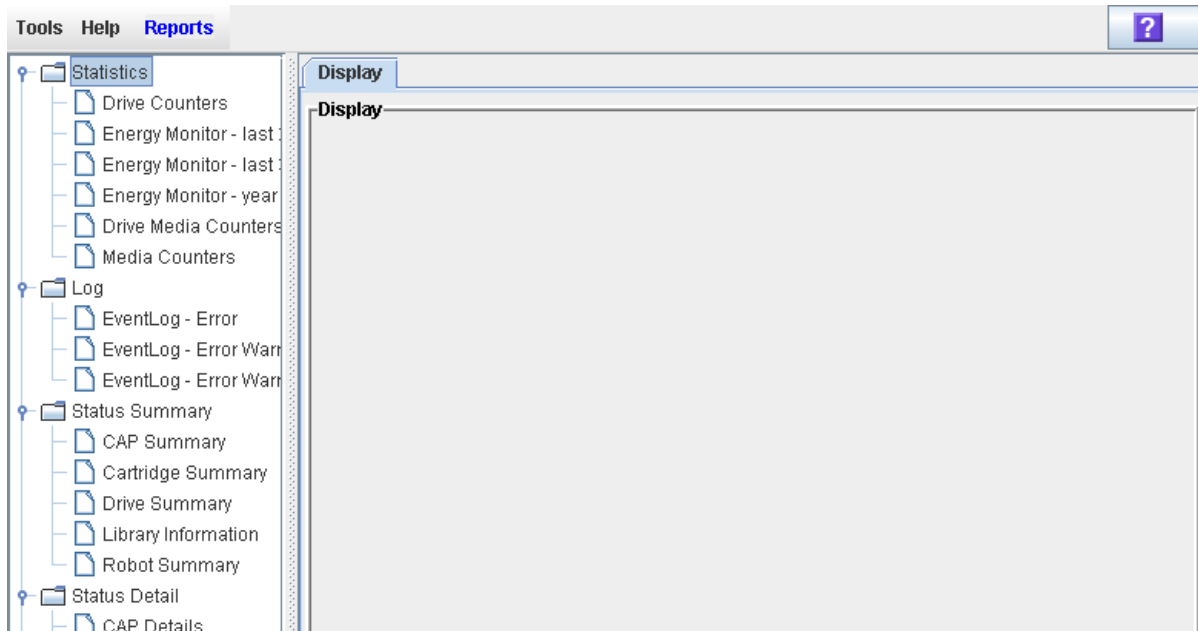 Tools Help Reports
?
Statistics
Drive Counters
Energy Monitor - last
Energy Monitor - last
Energy Monitor - year
Drive Media Counters
Media Counters
Log
EventLog - Error
EventLog - Error Warr
EventLog - Error Warr
Status Summary
CAP Summary
Cartridge Summary
Drive Summary
Library Information
Robot Summary
Status Detail
CAP Details
Display
Display